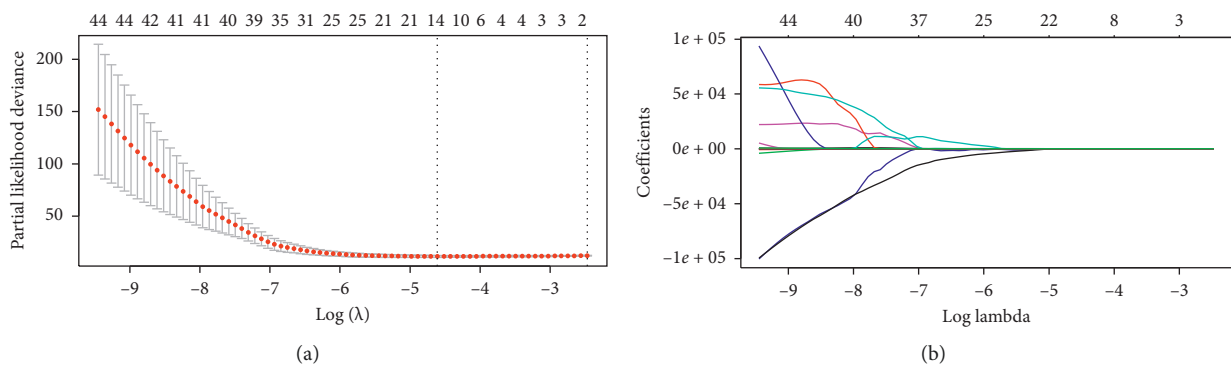 44 44 42 41 41 40 39 35 31 25 25 21 21 14 10 6 4 4 3 3 2
200
150
100
50
Partial likelihood deviance
−9 −8 −7 −6 −5 −4 −3
Log (λ)
(a)
44 40 37 25 22 8 3
1e + 05
5e + 04
0e + 00
−5e + 04
−1e + 05
Coefficients
−9 −8 −7 −6 −5 −4 −3
Log lambda
(b)